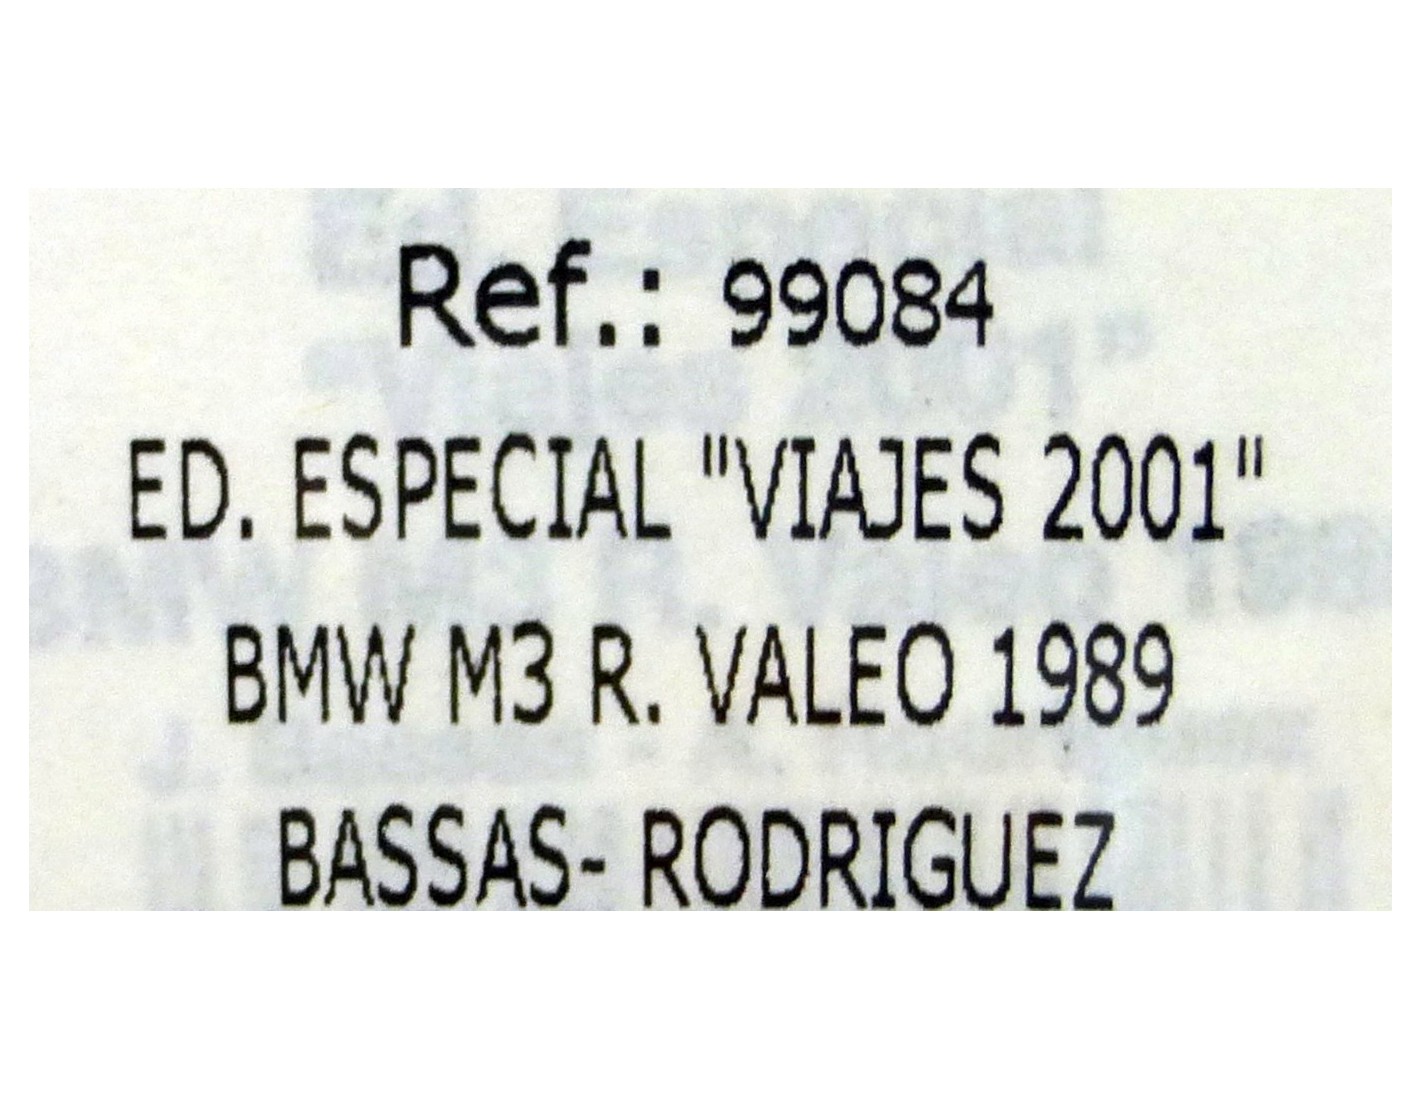 Ref.: 99084
ED. ESPECIAL "VIAJES 2001"
BMW M3 R. VALEO 1989
BASSAS- RODRIGUEZ